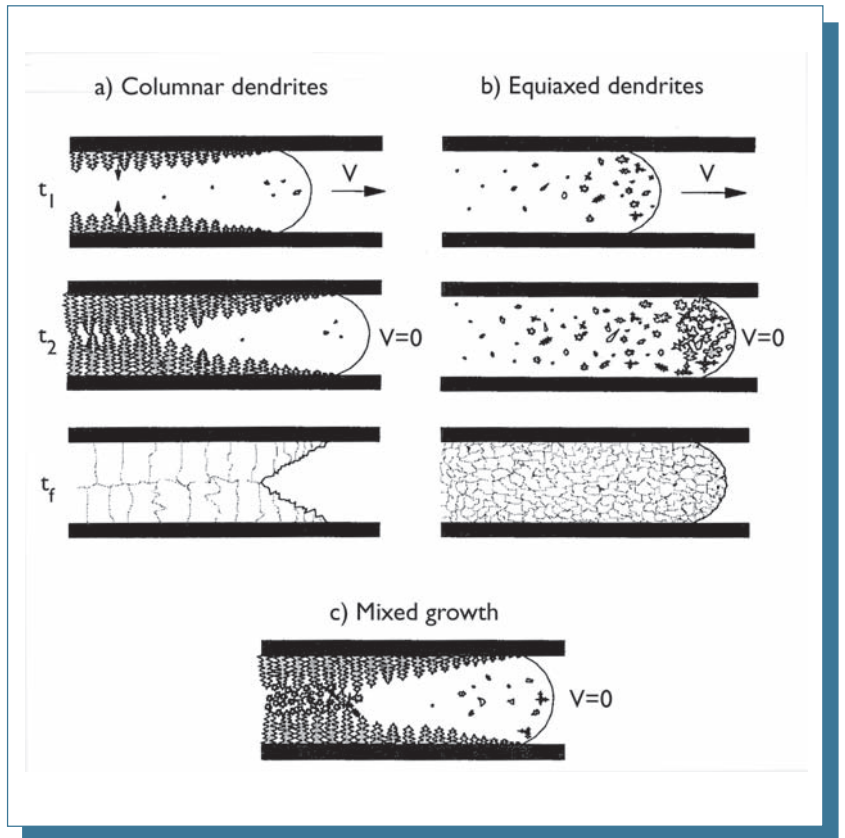 a) Columnar dendrites
b) Equiaxed dendrites
t1
V
V
t2
V=0
V=0
tf
c) Mixed growth
V=0